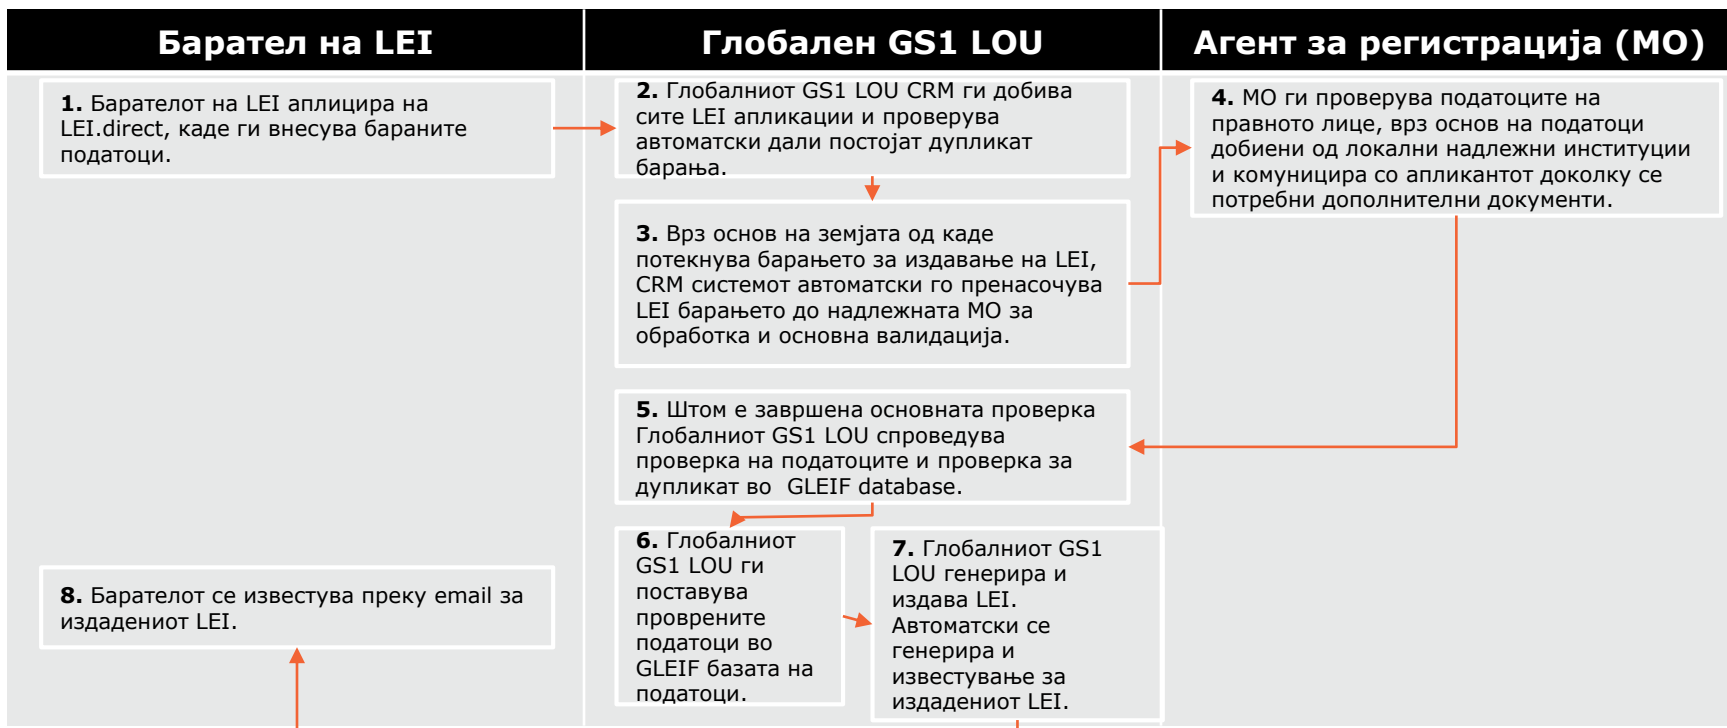 Барател на LEI
Глобален GS1 LOU
Агент за регистрација (МО)
1. Барателот на LEI аплицира на
LEI.direct, каде ги внесува бараните
податоци.
2. Глобалниот GS1 LOU CRM ги добива
сите LEI апликации и проверува
автоматски дали постојат дупликат
барања.
3. Врз основ на земјата од каде
потекнува барањето за издавање на LEI,
CRM системот автоматски го пренасочува
LEI барањето до надлежната МО за
обработка и основна валидација.
4. МО ги проверува податоците на
правното лице, врз основ на податоци
добиени од локални надлежни институции
и комуницира со апликантот доколку се
потребни дополнителни документи.
5. Штом е завршена основната проверка
Глобалниот GS1 LOU спроведува
проверка на податоците и проверка за
дупликат во  GLEIF database.
6. Глобалниот
GS1 LOU ги
поставува
проврените
податоци во
GLEIF базата на
податоци.
7. Глобалниот GS1
LOU генерира и
издава LEI.
Автоматски се
генерира и
известување за
издадениот LEI.
8. Барателот се известува преку email за
издадениот LEI.